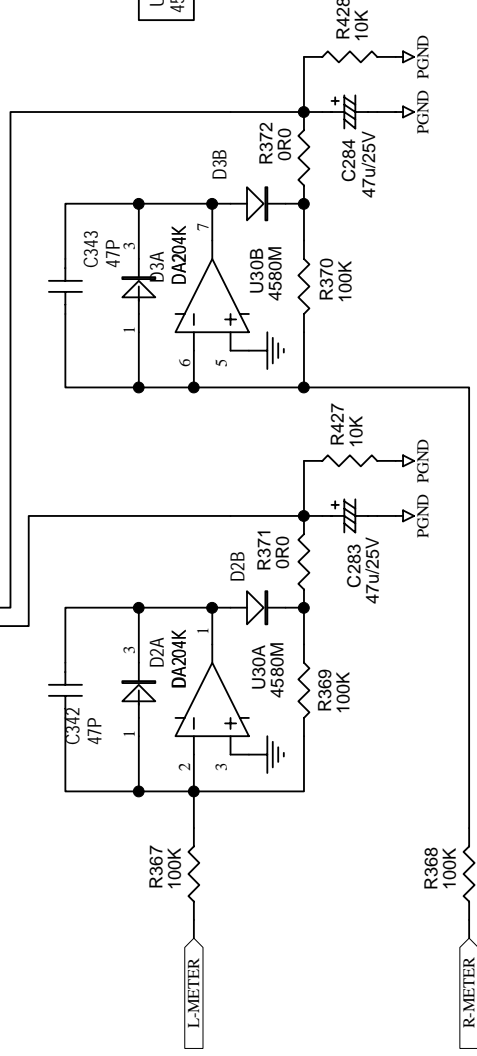 L-METER
R367
100K
C342
47P
1
3
D2A
DA204K
2
3
1
U30A
4580M
D2B
R369
100K
R371
0R0
R427
10K
C283
47u/25V
PGND
PGND
R-METER
R368
100K
C343
47P
1
3
D3A
DA204K
6
5
7
U30B
4580M
D3B
R370
100K
R372
0R0
R428
10K
C284
47u/25V
PGND
PGND